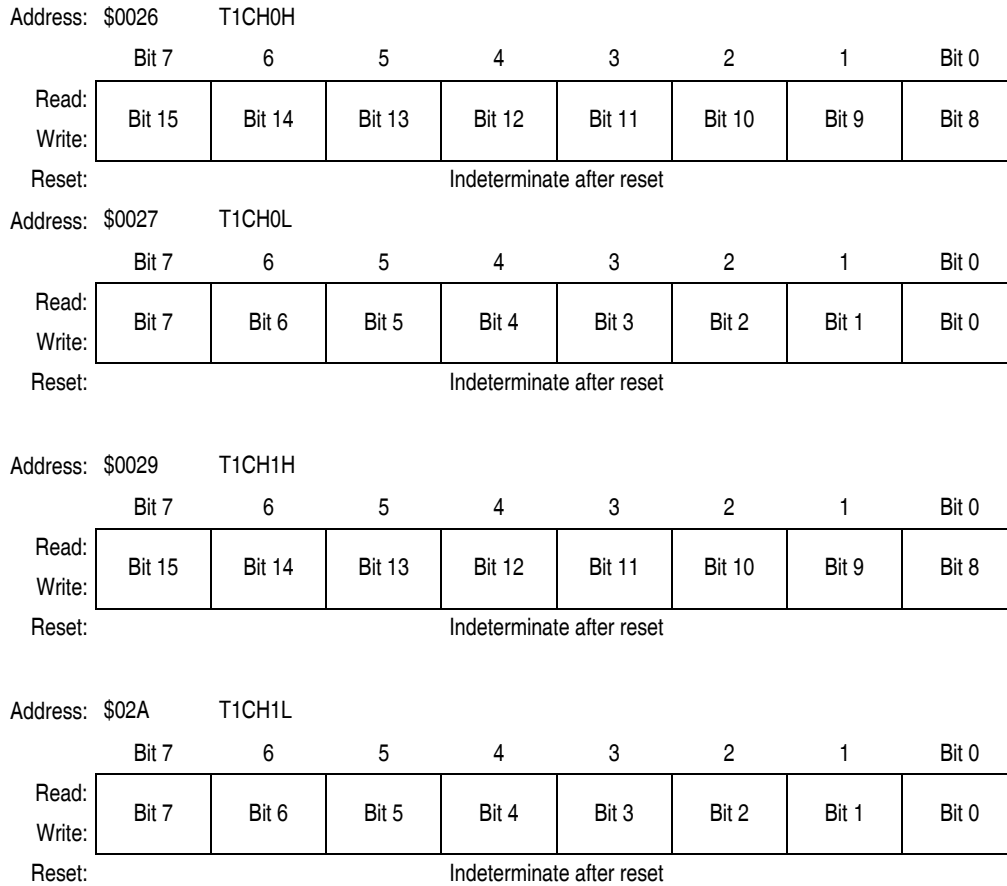 Address: $0026 T1CH0H
Bit 7 6 5 4 3 2 1 Bit 0
Read:
Bit 15 Bit 14 Bit 13 Bit 12 Bit 11 Bit 10 Bit 9 Bit 8
Write:
Reset: Indeterminate after reset
Address: $0027 T1CH0L
Bit 7 6 5 4 3 2 1 Bit 0
Read:
Bit 7 Bit 6 Bit 5 Bit 4 Bit 3 Bit 2 Bit 1 Bit 0
Write:
Reset: Indeterminate after reset
Address: $0029 T1CH1H
Bit 7 6 5 4 3 2 1 Bit 0
Read:
Bit 15 Bit 14 Bit 13 Bit 12 Bit 11 Bit 10 Bit 9 Bit 8
Write:
Reset: Indeterminate after reset
Address: $02A T1CH1L
Bit 7 6 5 4 3 2 1 Bit 0
Read:
Bit 7 Bit 6 Bit 5 Bit 4 Bit 3 Bit 2 Bit 1 Bit 0
Write:
Reset: Indeterminate after reset